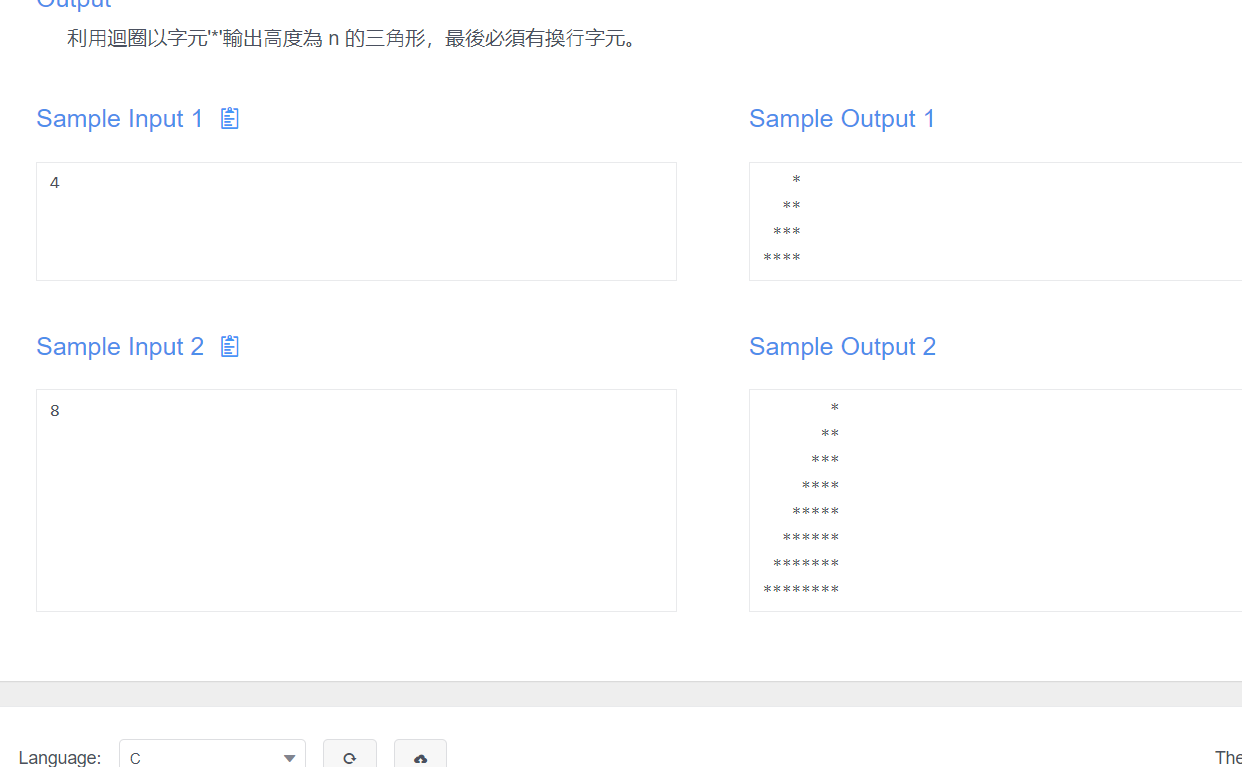 Output
利用迴圈以字元'*'輸出高度為 n 的三角形，最後必須有換行字元。
Sample Input 1
Sample Output 1
4
   *
  **
 ***
****
Sample Input 2
Sample Output 2
8
       *
      **
     ***
    ****
   *****
  ******
 *******
********
Language:
C
The